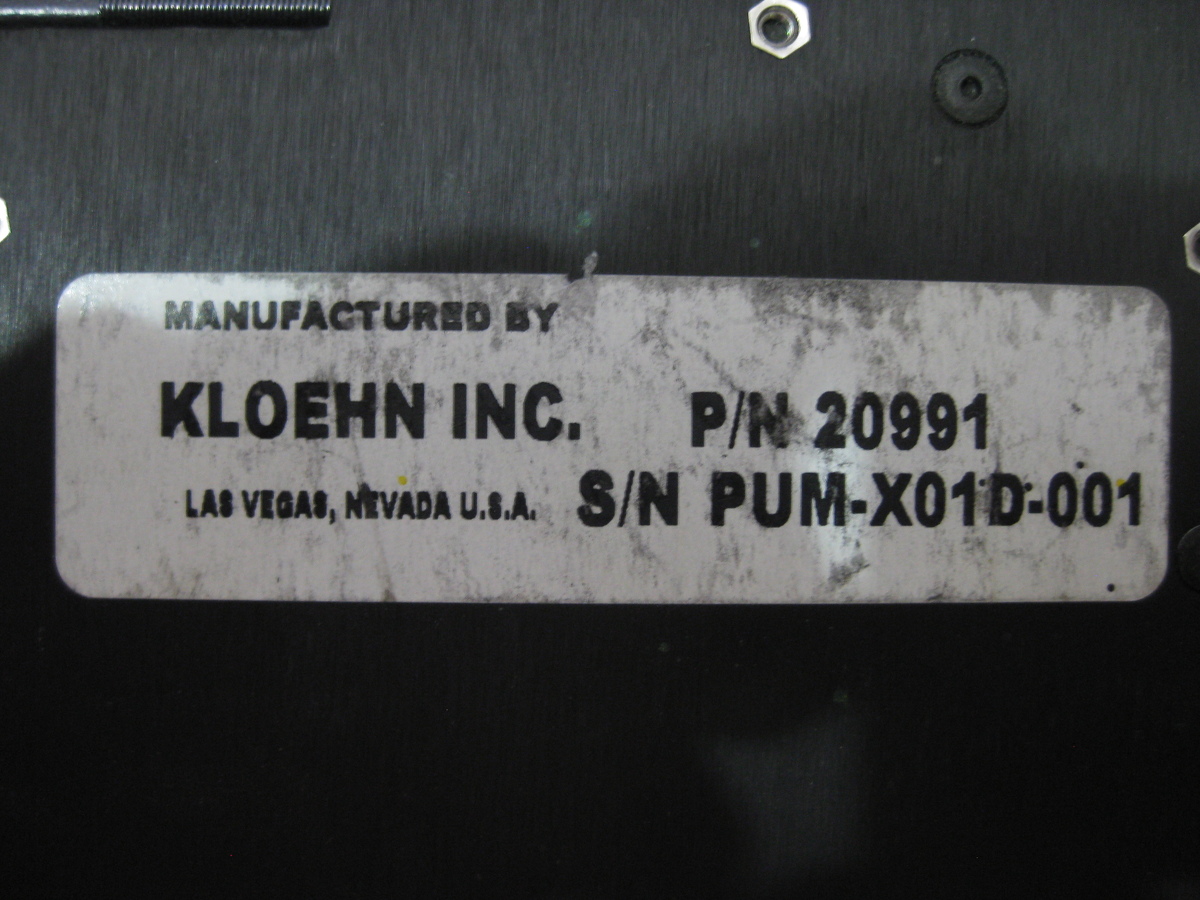 MANUFACTURED BY
KLOEHN INC. P/N 20991
LAS VEGAS, NEVADA U.S.A. S/N PUM-X01D-001